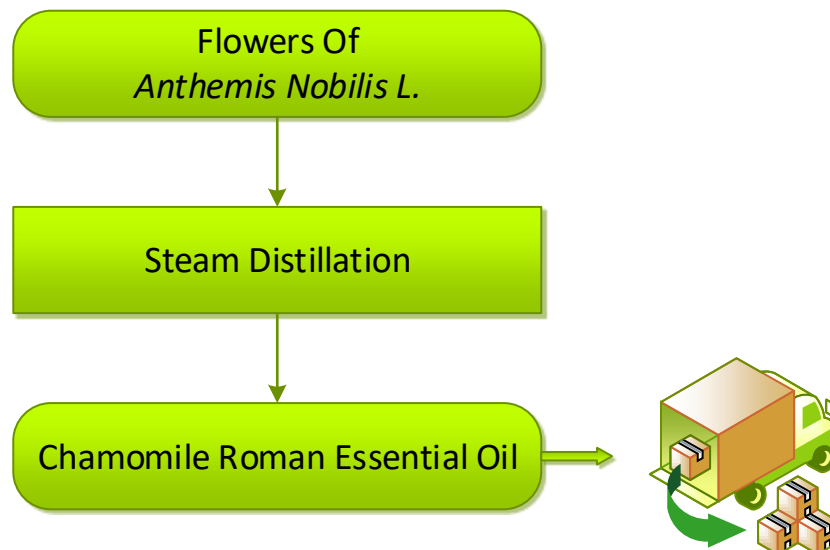 Flowers Of
Anthemis Nobilis L.
Steam Distillation
Chamomile Roman Essential Oil